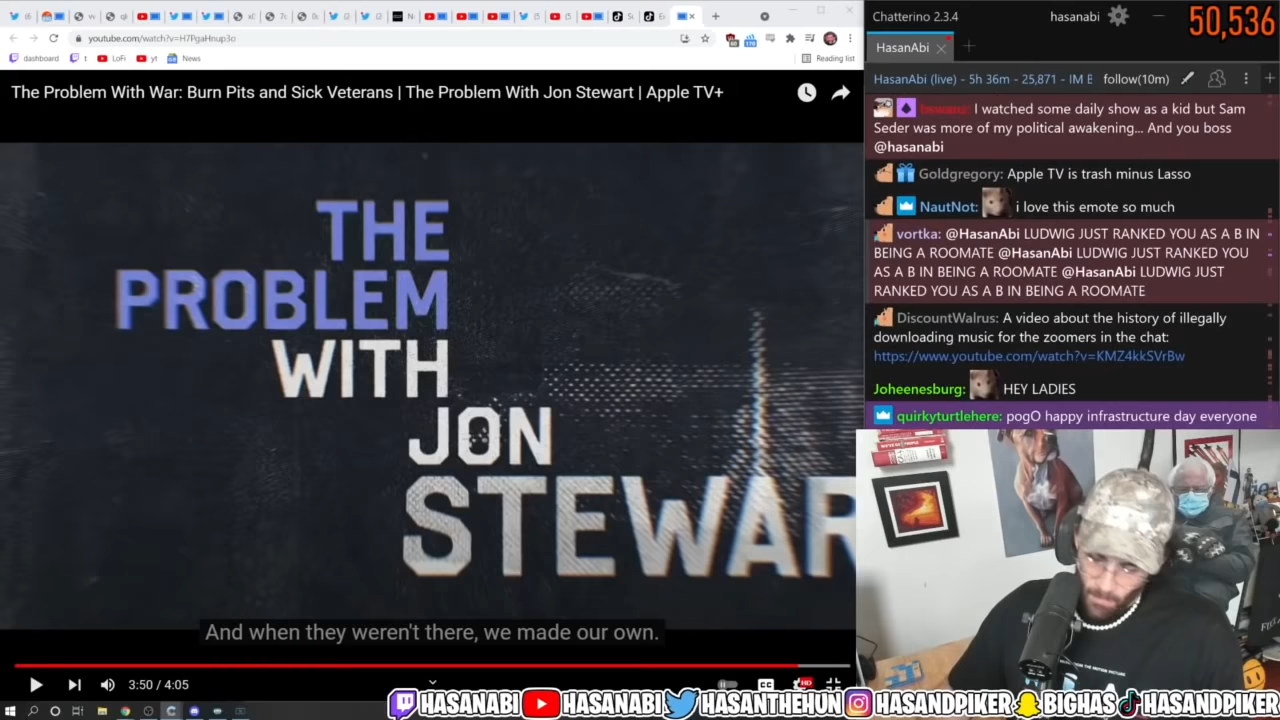 youtube.com/watch?v=H7PgaHnup3o
dashboard
t
LoFi
yt
News
Reading list
The Problem With War: Burn Pits and Sick Veterans | The Problem With Jon Stewart | Apple TV+
THE
PROBLEM
WITH
JON
STEWAR
And when they weren't there, we made our own.
3:50 / 4:05
HD
Chatterino 2.3.4
hasanabi
50,536
HasanAbi
HasanAbi (live) - 5h 36m - 25,871 - IM B
follow(10m)
I watched some daily show as a kid but Sam
Seder was more of my political awakening... And you boss
@hasanabi
Goldgregory: Apple TV is trash minus Lasso
NautNot: i love this emote so much
vortka: @HasanAbi LUDWIG JUST RANKED YOU AS A B IN
BEING A ROOMATE @HasanAbi LUDWIG JUST RANKED YOU
AS A B IN BEING A ROOMATE @HasanAbi LUDWIG JUST
RANKED YOU AS A B IN BEING A ROOMATE
DiscountWalrus: A video about the history of illegally
downloading music for the zoomers in the chat:
https://www.youtube.com/watch?v=KMZ4kkSVrBw
Joheenesburg: HEY LADIES
quirkyturtlehere: pogO happy infrastructure day everyone
HASANABI
HASANABI
HASANTHEHUN
HASANDPIKER
BIGHAS
HASANDPIKER